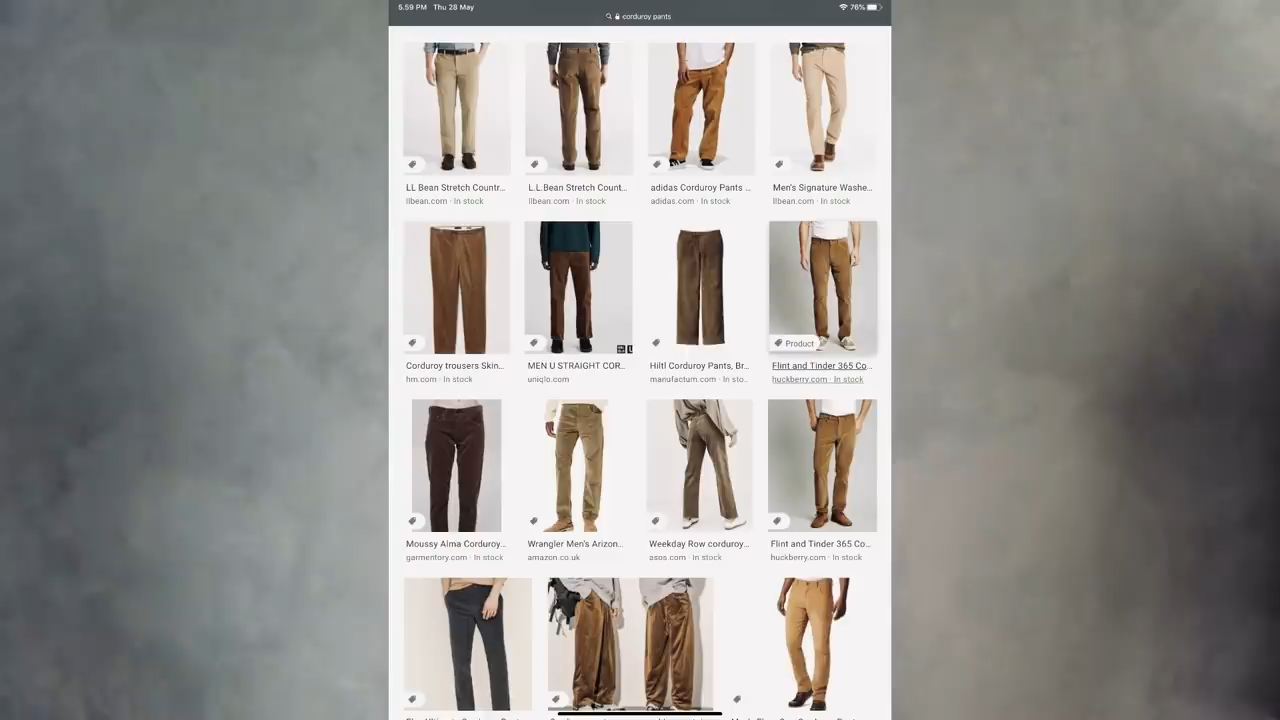 5.59 PM Thu 28 May
76%
corduroy pants
LL Bean Stretch Countr...
llbean.com · In stock
L.L.Bean Stretch Count...
llbean.com · In stock
adidas Corduroy Pants ...
adidas.com · In stock
Men's Signature Washe...
llbean.com · In stock
Corduroy trousers Skin...
hm.com · In stock
MEN U STRAIGHT COR...
uniqlo.com
Hiltl Corduroy Pants, Br...
manufactum.com · In sto...
Product
Flint and Tinder 365 Co...
huckberry.com · In stock
Moussy Alma Corduroy...
garmentory.com · In stock
Wrangler Men's Arizon...
amazon.co.uk
Weekday Row corduroy...
asos.com · In stock
Flint and Tinder 365 Co...
huckberry.com · In stock